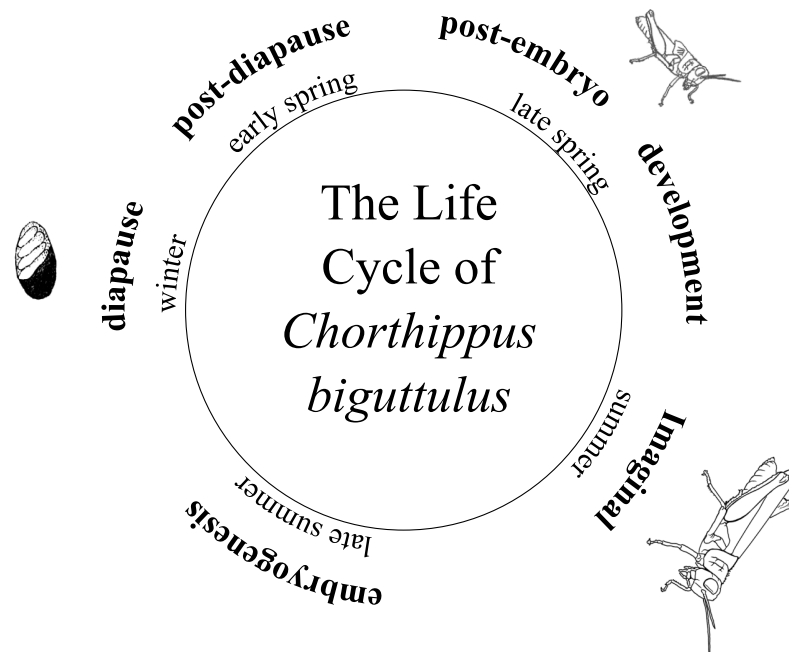 The Life
Cycle of
Chorthippus
biguttulus
post-embryo
development
late spring
Imaginal
summer
embryogenesis
late summer
diapause
winter
post-diapause
early spring